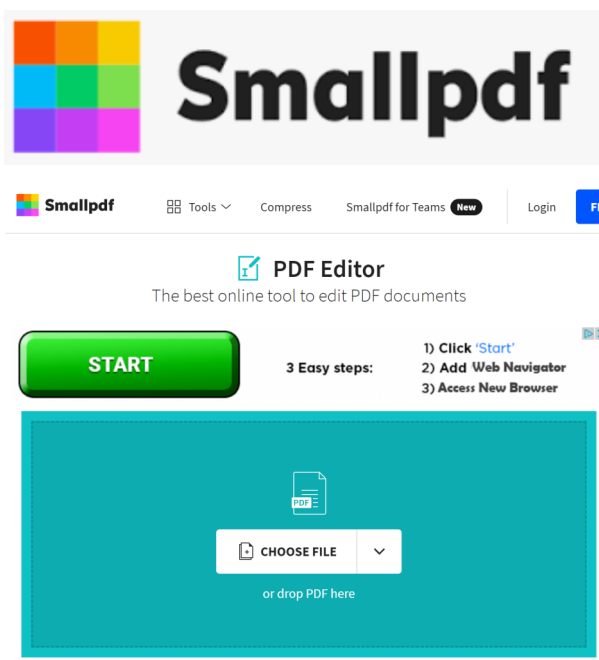 Smallpdf
Smallpdf Tools Compress Smallpdf for Teams New Login
PDF Editor
The best online tool to edit PDF documents
START
3 Easy steps:
1) Click 'Start'
2) Add Web Navigator
3) Access New Browser
PDF
CHOOSE FILE
or drop PDF here